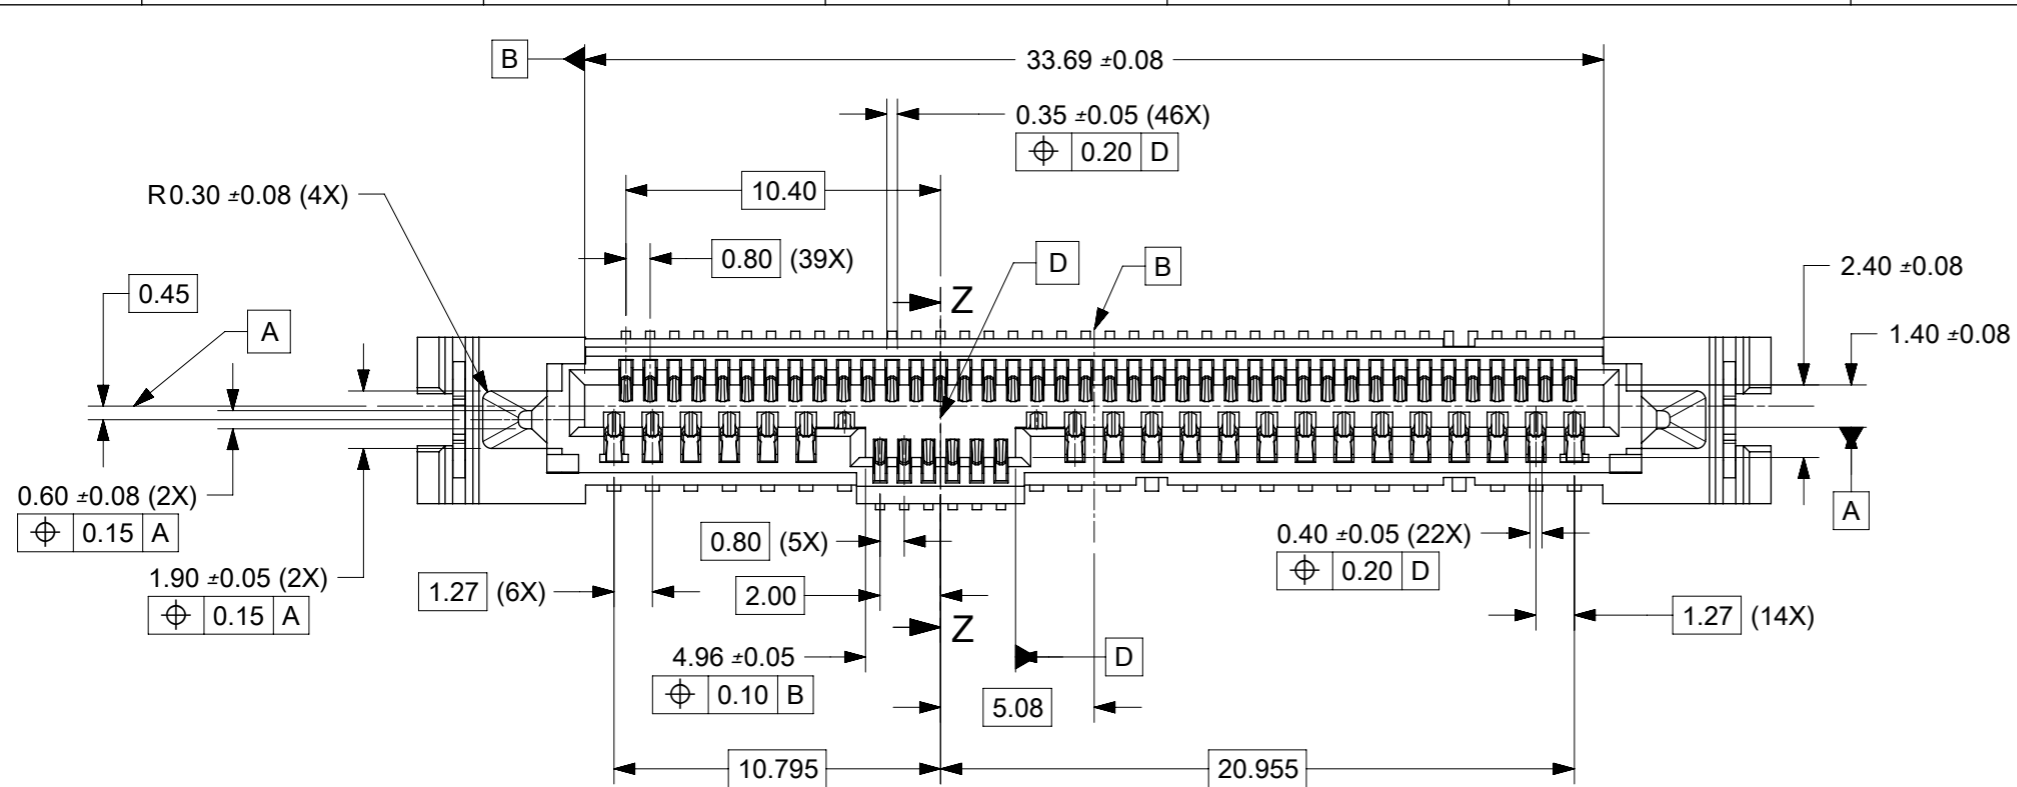 B
33.69 ±0.08
0.35 ±0.05 (46X)
⌖ 0.20 D
10.40
R0.30 ±0.08 (4X)
0.80 (39X)
D
B
2.40 ±0.08
0.45
Z
A
1.40 ±0.08
0.60 ±0.08 (2X)
⌖ 0.15 A
A
0.80 (5X)
0.40 ±0.05 (22X)
⌖ 0.20 D
1.90 ±0.05 (2X)
⌖ 0.15 A
1.27 (6X)
2.00
1.27 (14X)
Z
4.96 ±0.05
⌖ 0.10 B
D
5.08
10.795
20.955